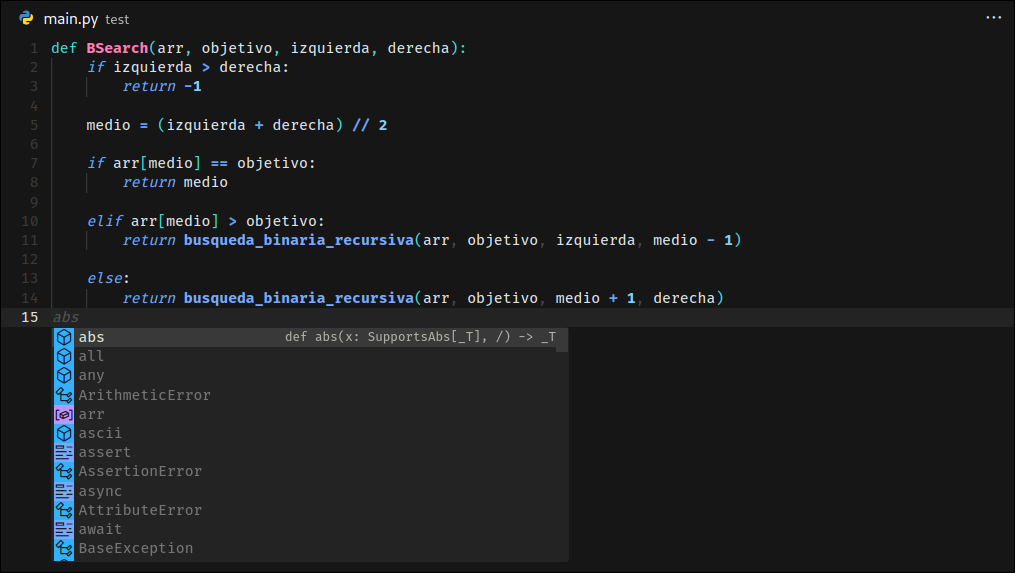 main.py test ...
1 def BSearch(arr, objetivo, izquierda, derecha):
2 if izquierda > derecha:
3 return -1
4
5 medio = (izquierda + derecha) // 2
6
7 if arr[medio] == objetivo:
8 return medio
9
10 elif arr[medio] > objetivo:
11 return busqueda_binaria_recursiva(arr, objetivo, izquierda, medio - 1)
12
13 else:
14 return busqueda_binaria_recursiva(arr, objetivo, medio + 1, derecha)
15 abs
abs def abs(x: SupportsAbs[_T], /) -> _T
all
any
ArithmeticError
arr
ascii
assert
AssertionError
async
AttributeError
await
BaseException